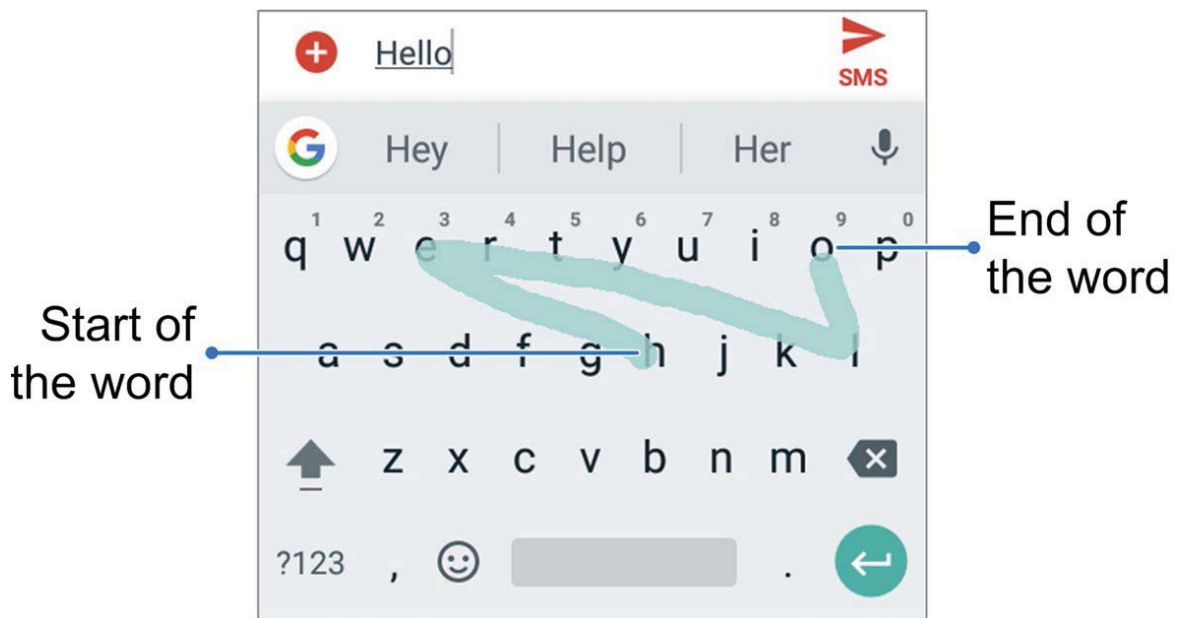 Hello
SMS
G Hey Help Her
1 2 3 4 5 6 7 8 9 0
q w e r t y u i o p
End of
the word
Start of
the word
a s d f g h j k l
z x c v b n m
?123 , .